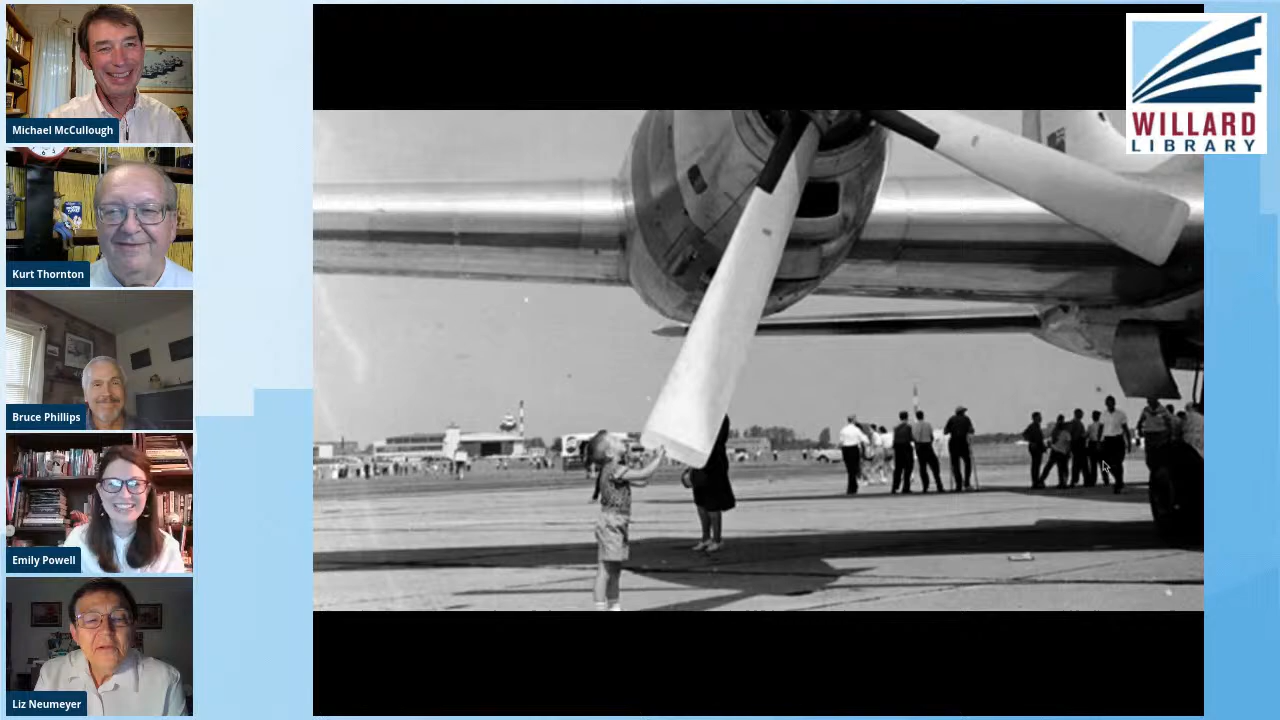 Michael McCullough
Kurt Thornton
Bruce Phillips
Emily Powell
Liz Neumeyer
WILLARD
LIBRARY